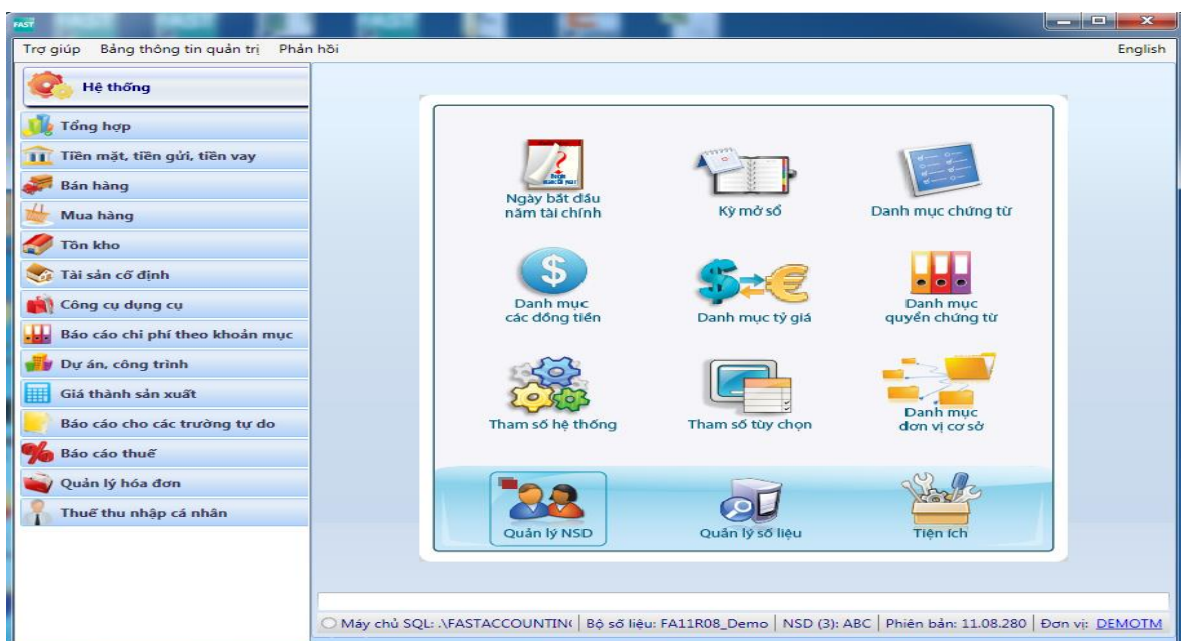 FAST
Trợ giúp Bảng thông tin quản trị Phản hồi English
Hệ thống
Tổng hợp
Tiền mặt, tiền gửi, tiền vay
Bán hàng
Mua hàng
Tồn kho
Tài sản cố định
Công cụ dụng cụ
Báo cáo chi phí theo khoản mục
Dự án, công trình
Giá thành sản xuất
Báo cáo cho các trường tự do
Báo cáo thuế
Quản lý hóa đơn
Thuế thu nhập cá nhân
Ngày bắt đầu
năm tài chính
Kỳ mở sổ
Danh mục chứng từ
Danh mục
các đồng tiền
Danh mục tỷ giá
Danh mục
quyển chứng từ
Tham số hệ thống
Tham số tùy chọn
Danh mục
đơn vị cơ sở
Quản lý NSD
Quản lý số liệu
Tiện ích
Máy chủ SQL: .\FASTACCOUNTIN( Bộ số liệu: FA11R08_Demo NSD (3): ABC Phiên bản: 11.08.280 Đơn vị: DEMOTM